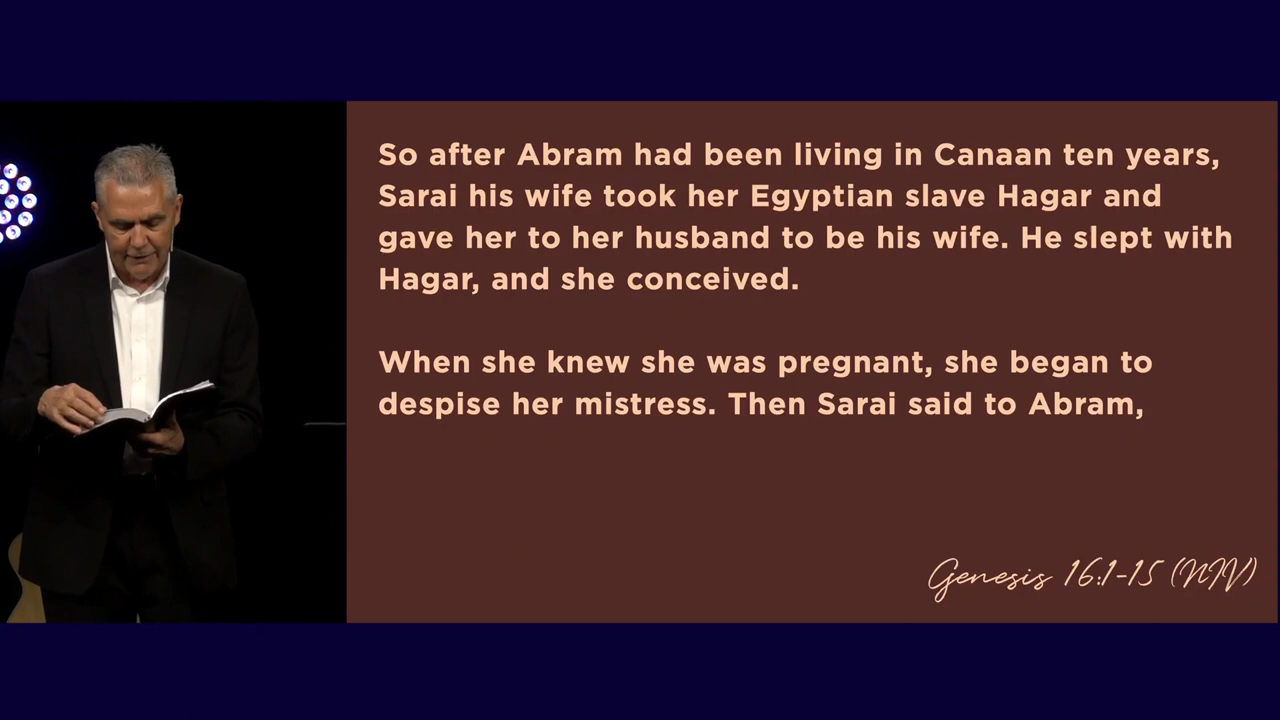 So after Abram had been living in Canaan ten years,
Sarai his wife took her Egyptian slave Hagar and
gave her to her husband to be his wife. He slept with
Hagar, and she conceived.
When she knew she was pregnant, she began to
despise her mistress. Then Sarai said to Abram,
Genesis 16:1-15 (NIV)